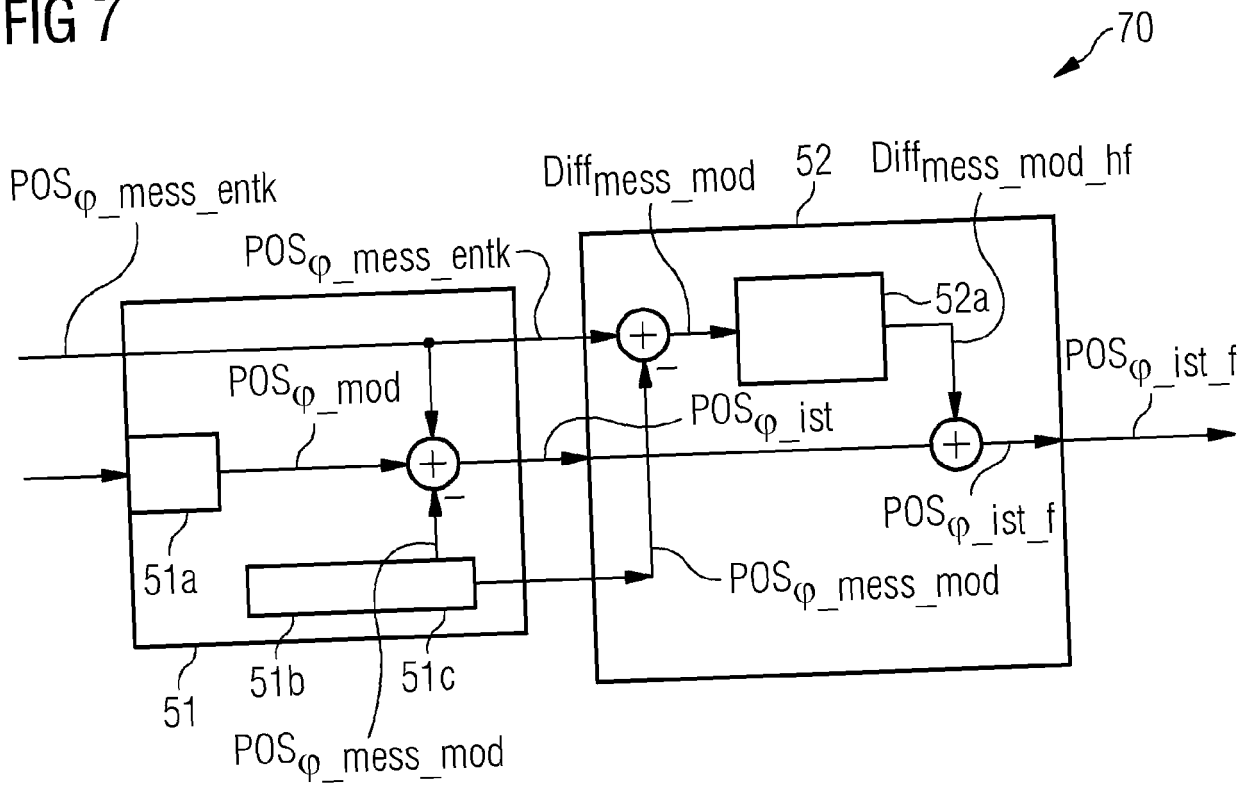 FIG 7
70
POSφ_mess_entk
Diffmess_mod
52
Diffmess_mod_hf
POSφ_mess_entk
52a
POSφ_mod
POSφ_ist
POSφ_ist_f
+
-
+
-
+
POSφ_ist_f
51a
POSφ_mess_mod
51b
51c
51
POSφ_mess_mod